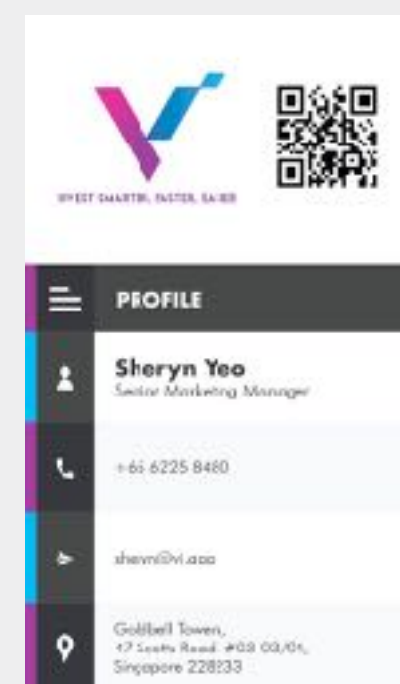 INVEST SMARTER, FASTER, SAFER
PROFILE
Sheryn Yeo
Senior Marketing Manager
+65 6225 8480
Goldbell Towers,
47 Scotts Road #03-03/04,
Singapore 228233